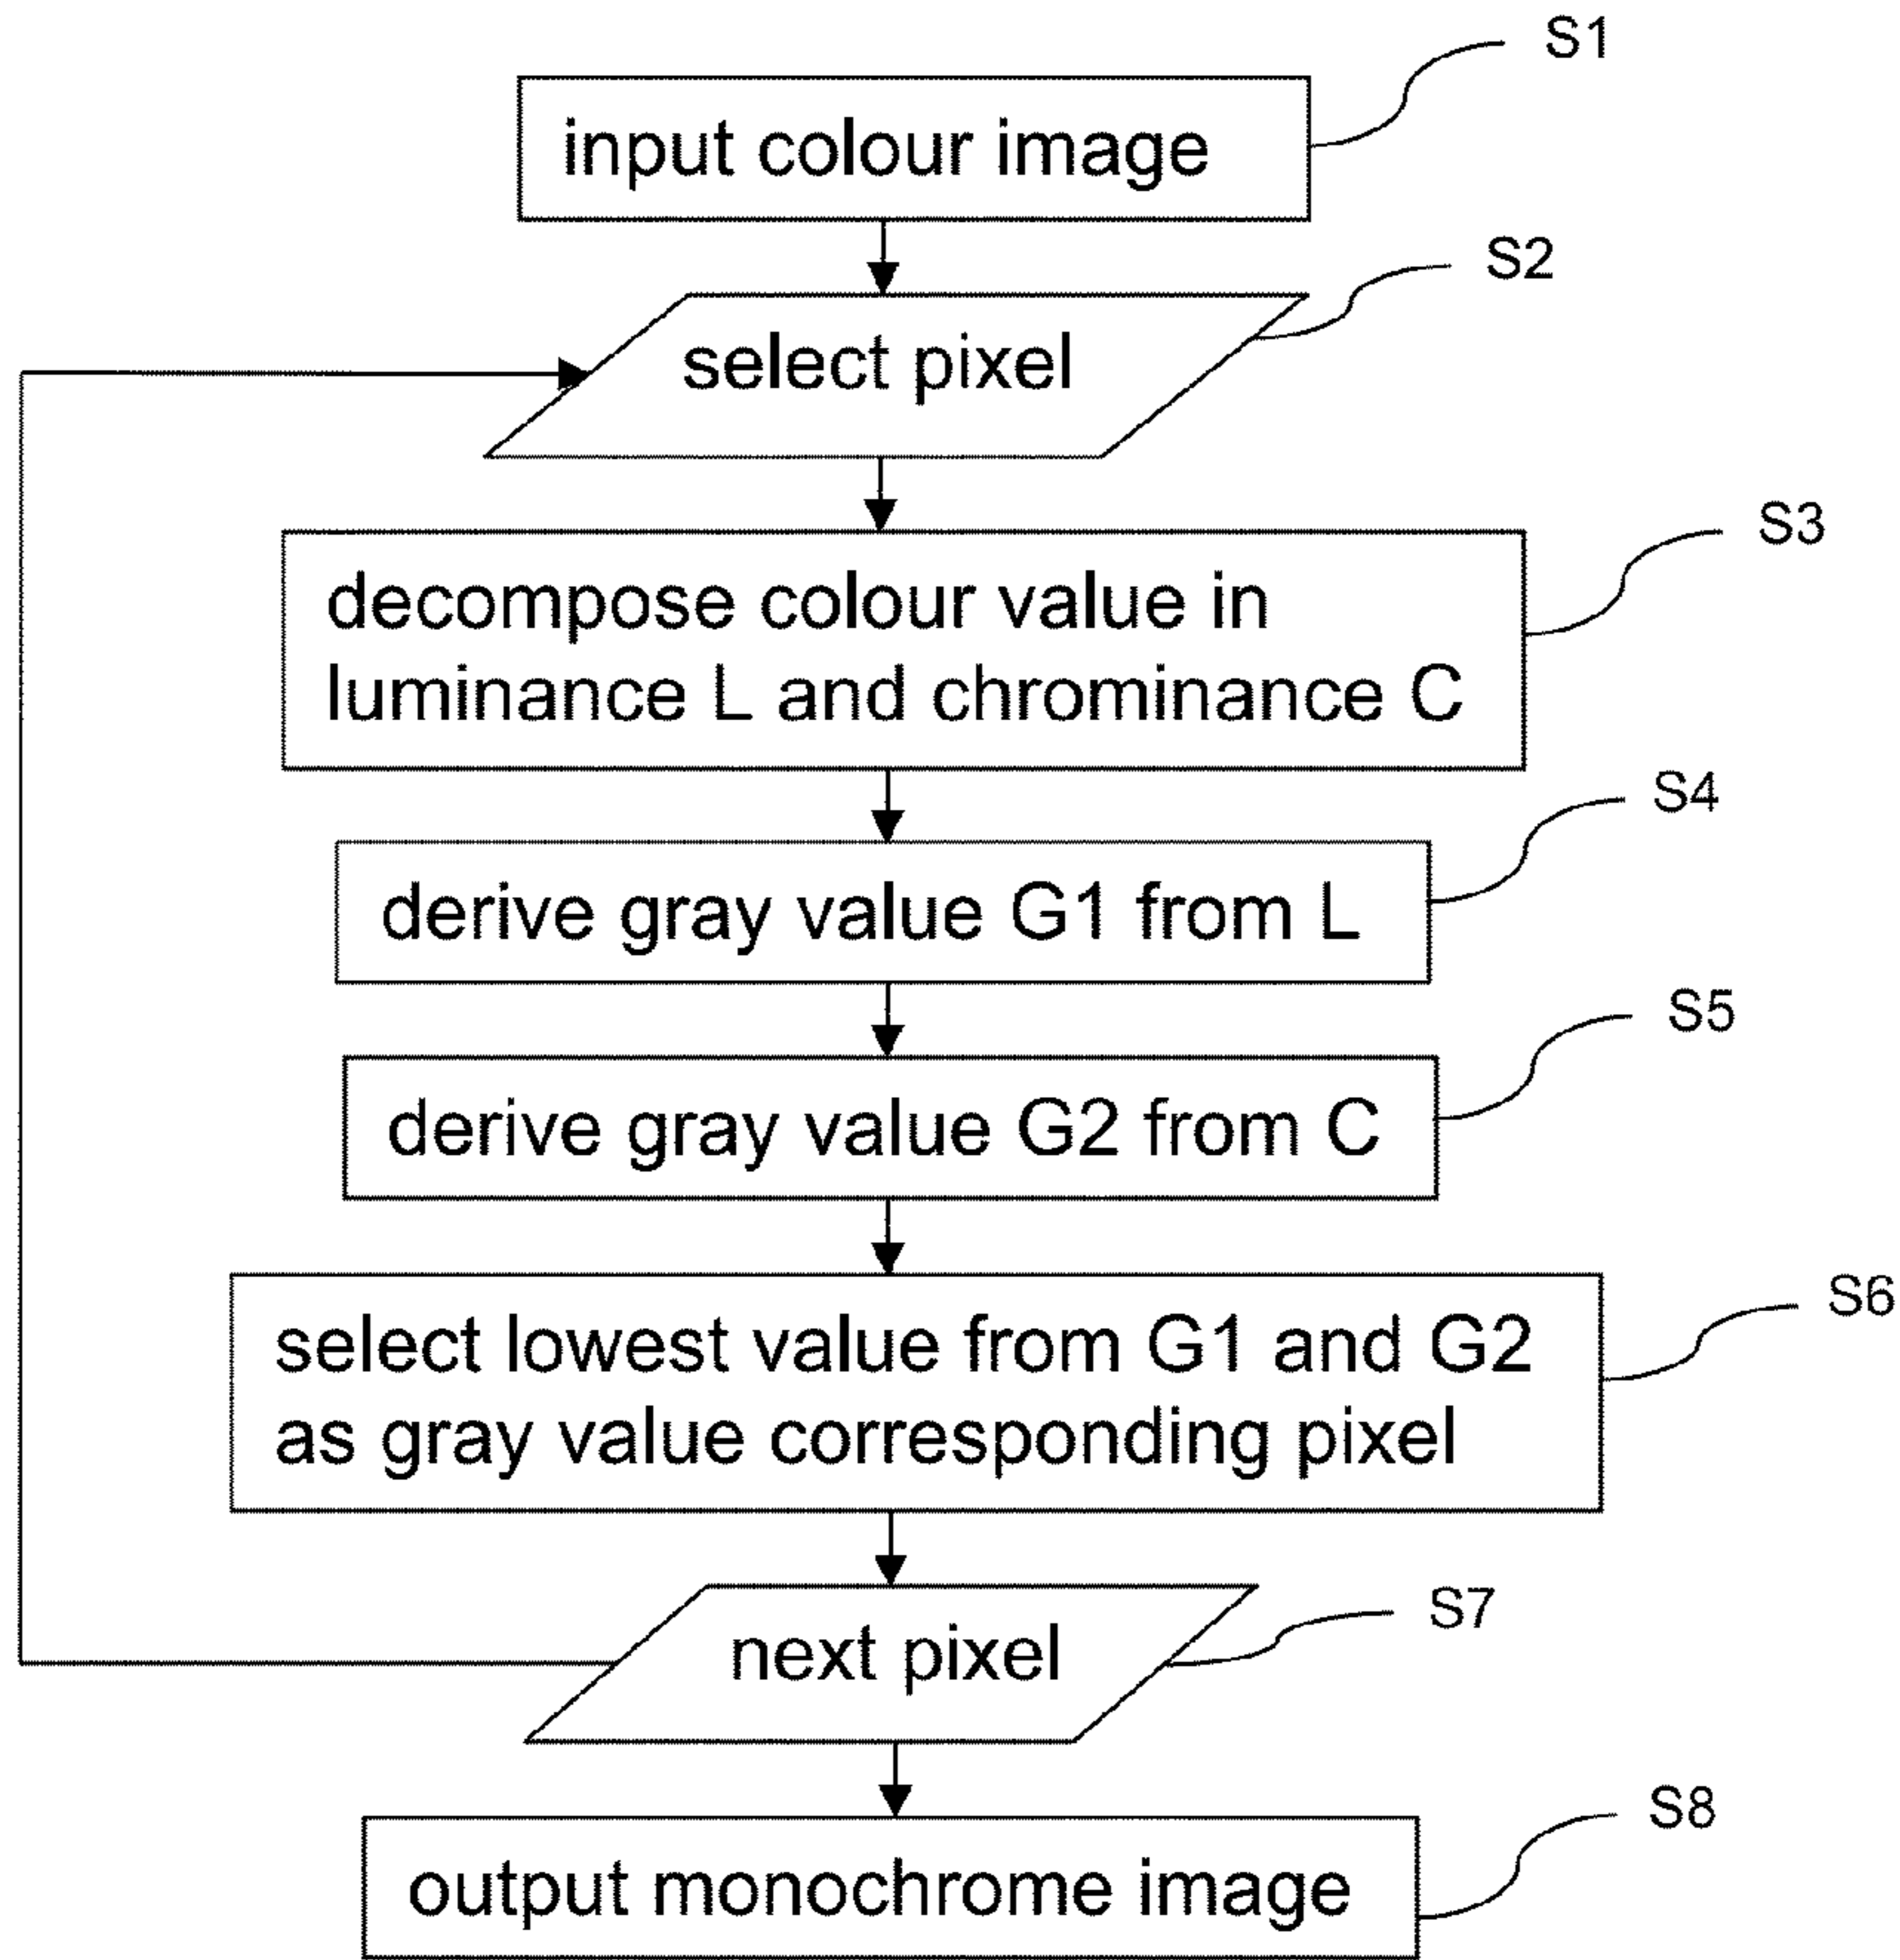 S1
input colour image
S2
select pixel
S3
decompose colour value in
luminance L and chrominance C
S4
derive gray value G1 from L
S5
derive gray value G2 from C
S6
select lowest value from G1 and G2
as gray value corresponding pixel
S7
next pixel
S8
output monochrome image